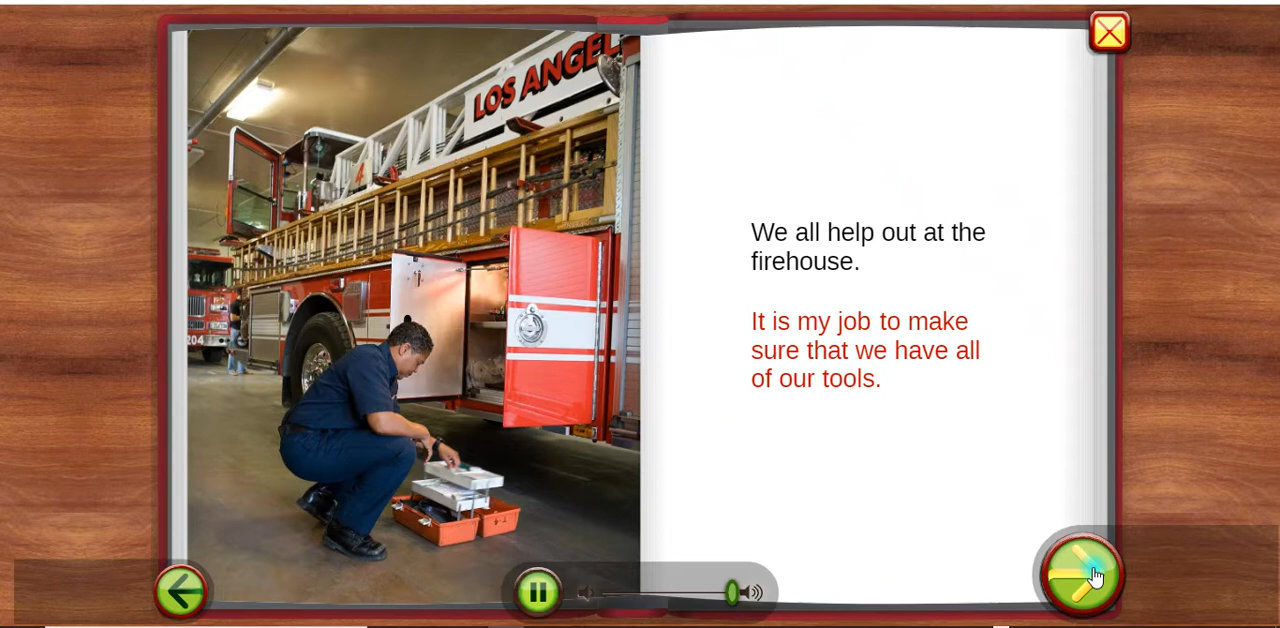 LOS ANGEL
4
204
We all help out at the
firehouse.
It is my job to make
sure that we have all
of our tools.